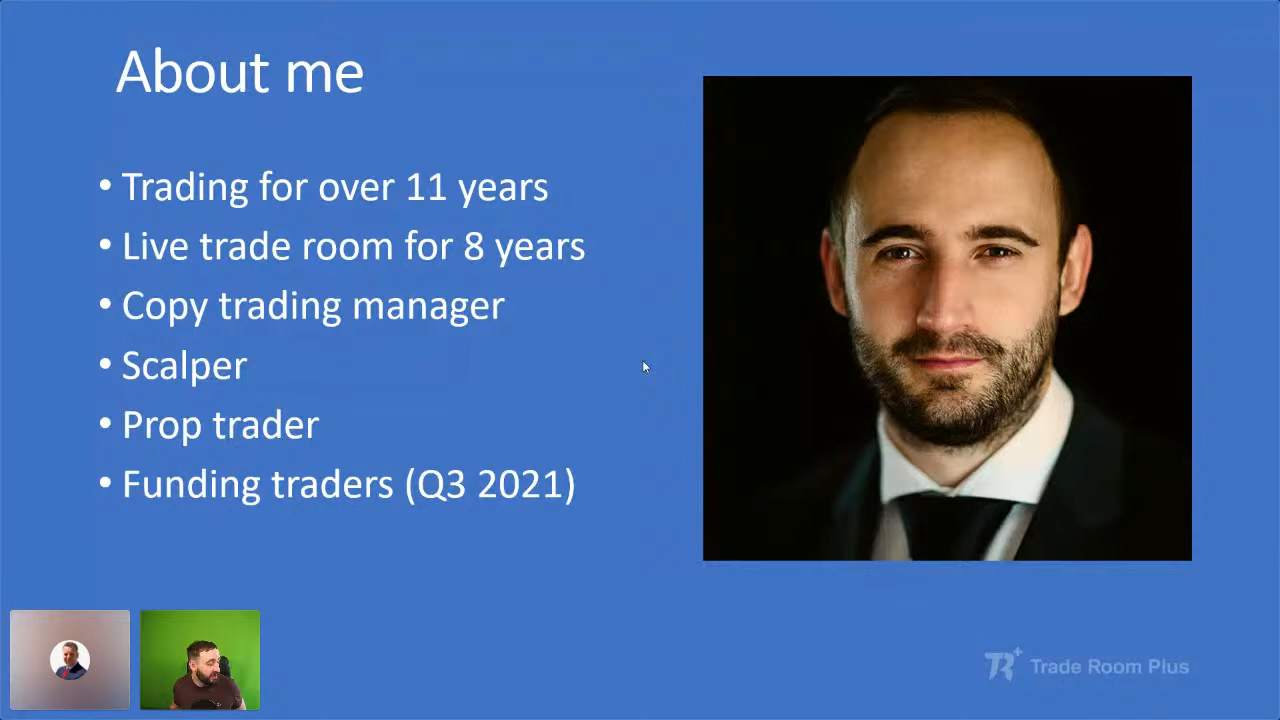 About me
• Trading for over 11 years
• Live trade room for 8 years
• Copy trading manager
• Scalper
• Prop trader
• Funding traders (Q3 2021)
TR+ Trade Room Plus